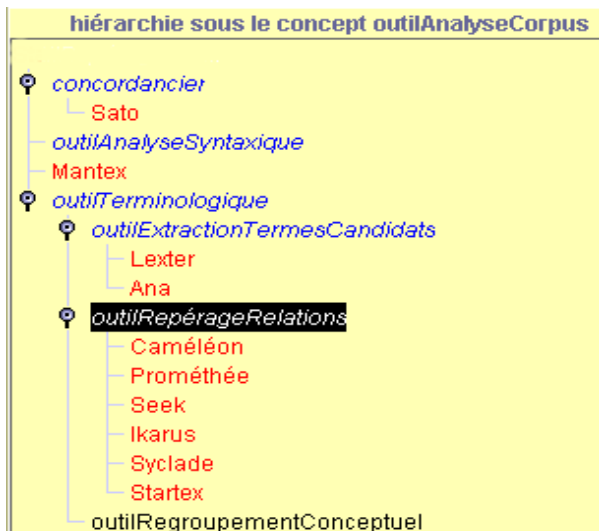 hiérarchie sous le concept outilAnalyseCorpus
concordancier
Sato
outilAnalyseSyntaxique
Mantex
outilTerminologique
outilExtractionTermesCandidats
Lexter
Ana
outilRepérageRelations
Caméléon
Prométhée
Seek
Ikarus
Syclade
Startex
outilRegroupementConceptuel